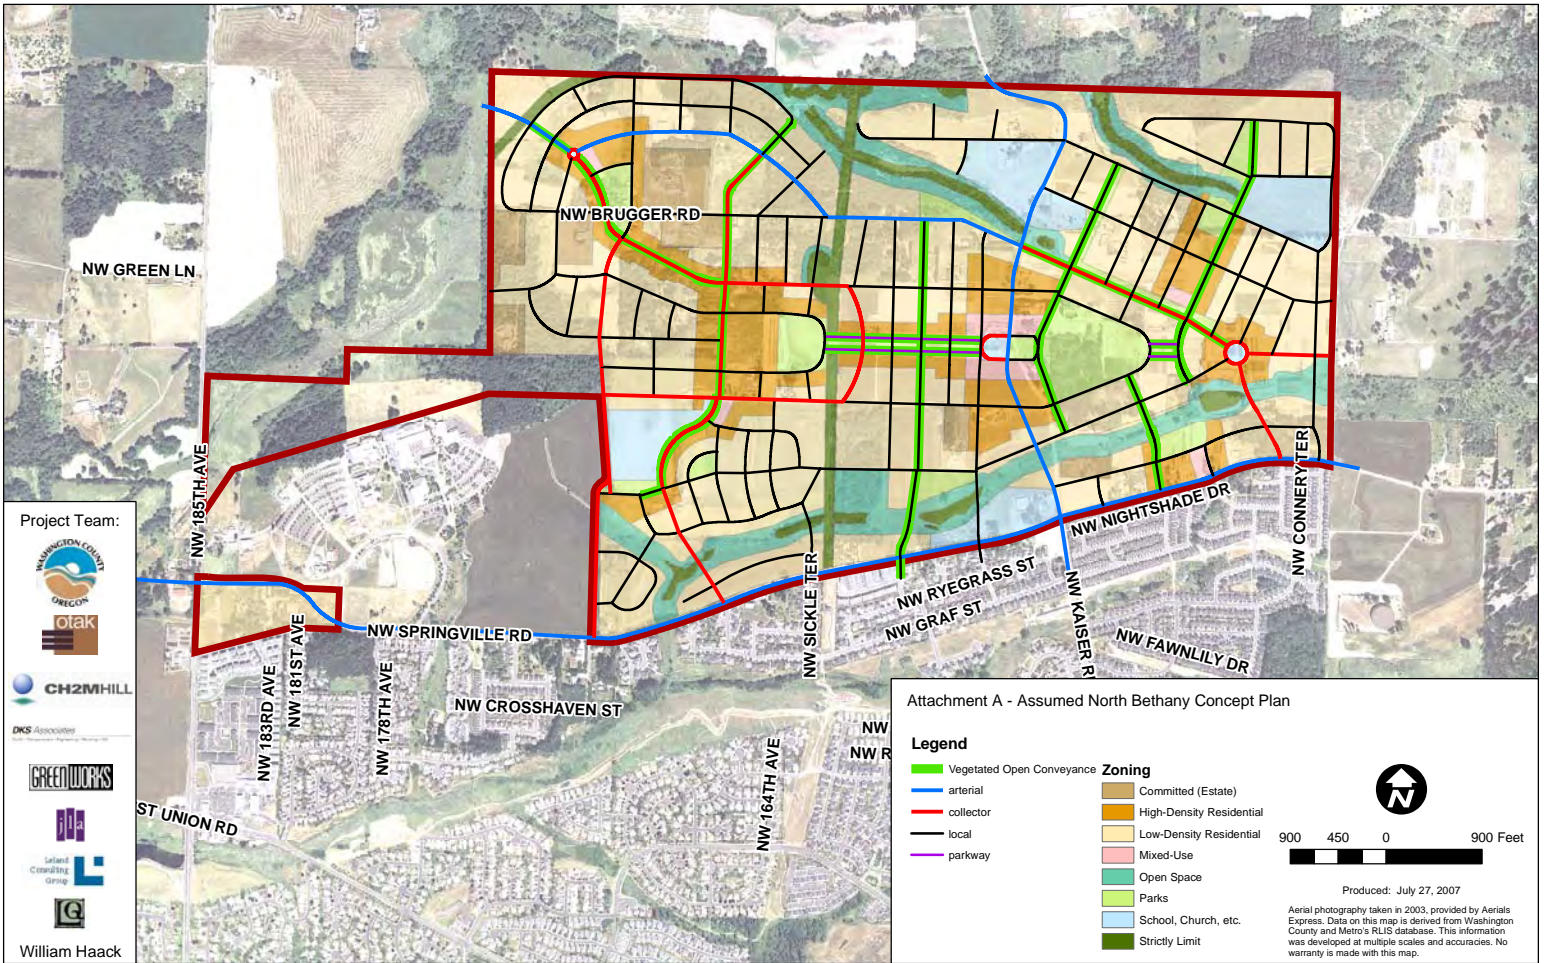 NW BRUGGER RD
NW GREEN LN
NW 185TH AVE
NW CONNERY TER
NW NIGHTSHADE DR
NW RYEGRASS ST
NW GRAF ST
NW SICKLE TER
NW KAISER R
NW FAWNLILY DR
NW SPRINGVILLE RD
NW 183RD AVE
NW 181ST AVE
NW 178TH AVE
NW CROSSHAVEN ST
NW 164TH AVE
NW
NW R
ST UNION RD
Project Team:
WASHINGTON COUNTY
OREGON
otak
CH2MHILL
DKS Associates
GREENWORKS
jla
Leland
Consulting
Group
LG
William Haack
Attachment A - Assumed North Bethany Concept Plan
Legend
Vegetated Open Conveyance
arterial
collector
local
parkway
Zoning
Committed (Estate)
High-Density Residential
Low-Density Residential
Mixed-Use
Open Space
Parks
School, Church, etc.
Strictly Limit
N
900 450 0 900 Feet
Produced: July 27, 2007
Aerial photography taken in 2003, provided by Aerials
Express. Data on this map is derived from Washington
County and Metro's RLIS database. This information
was developed at multiple scales and accuracies. No
warranty is made with this map.